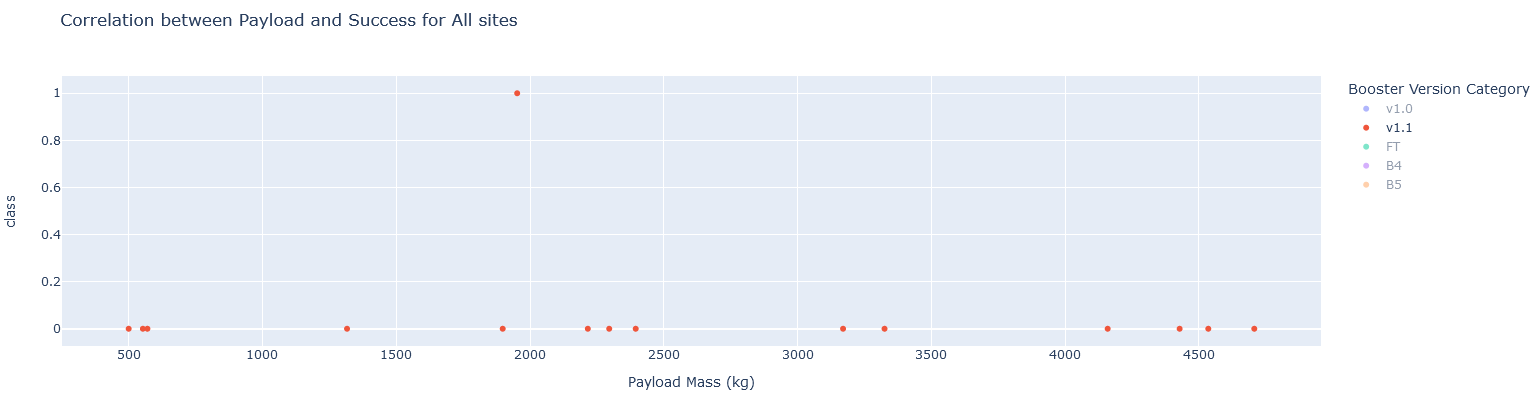 Correlation between Payload and Success for All sites
Booster Version Category
v1.0
v1.1
FT
B4
B5
class
1
0.8
0.6
0.4
0.2
0
500 1000 1500 2000 2500 3000 3500 4000 4500
Payload Mass (kg)